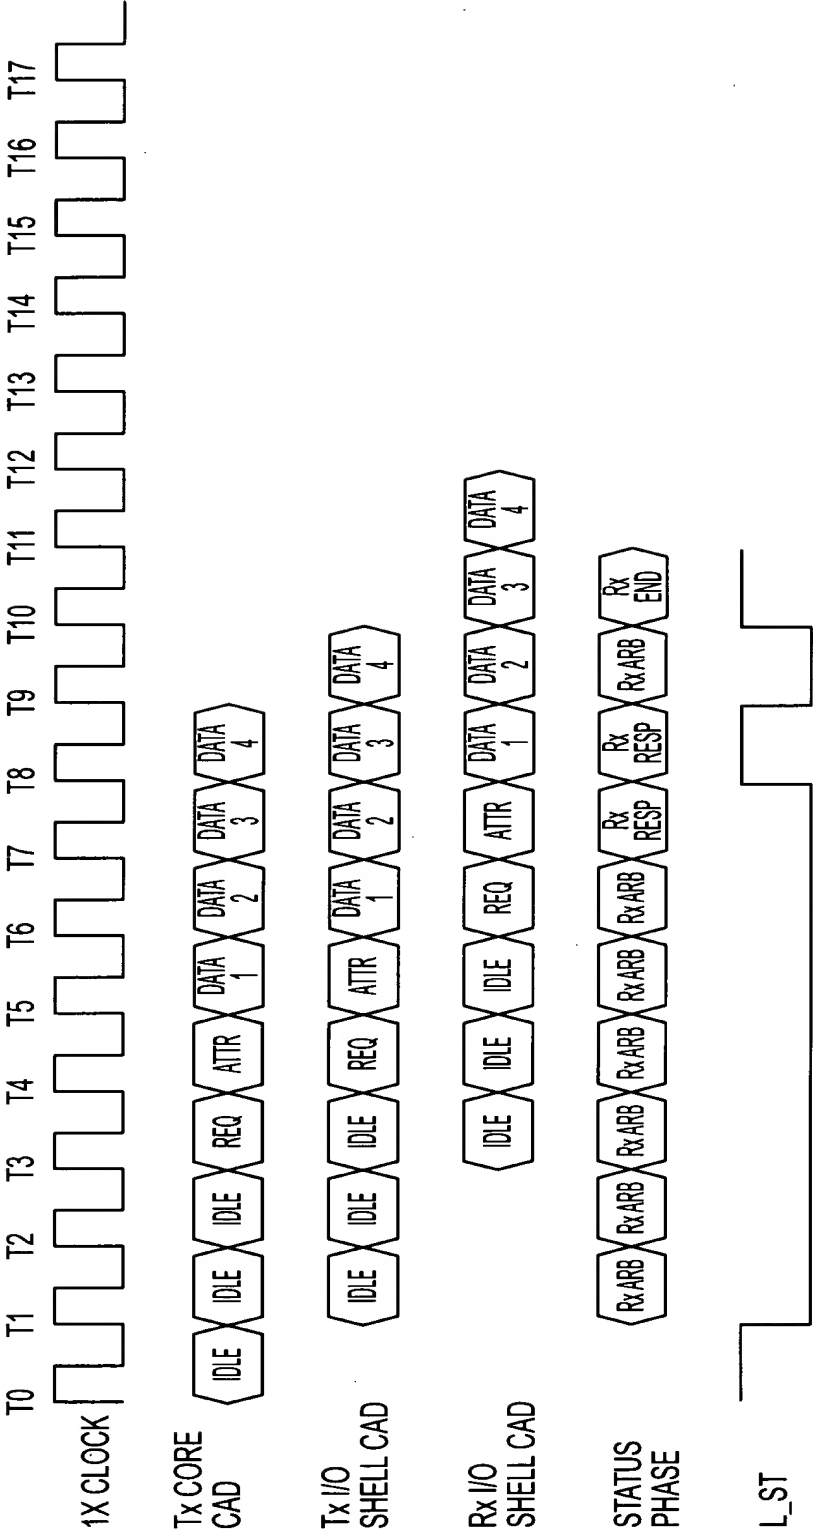 T0 T1 T2 T3 T4 T5 T6 T7 T8 T9 T10 T11 T12 T13 T14 T15 T16 T17
1X CLOCK
Tx CORE
CAD
IDLE IDLE IDLE REQ ATTR DATA 1 DATA 2 DATA 3 DATA 4
Tx I/O
SHELL CAD
IDLE IDLE IDLE REQ ATTR DATA 1 DATA 2 DATA 3 DATA 4
Rx I/O
SHELL CAD
IDLE IDLE IDLE REQ ATTR DATA 1 DATA 2 DATA 3 DATA 4
STATUS
PHASE
Rx ARB Rx ARB Rx ARB Rx ARB Rx ARB Rx ARB Rx RESP Rx RESP Rx ARB Rx END
L_ST